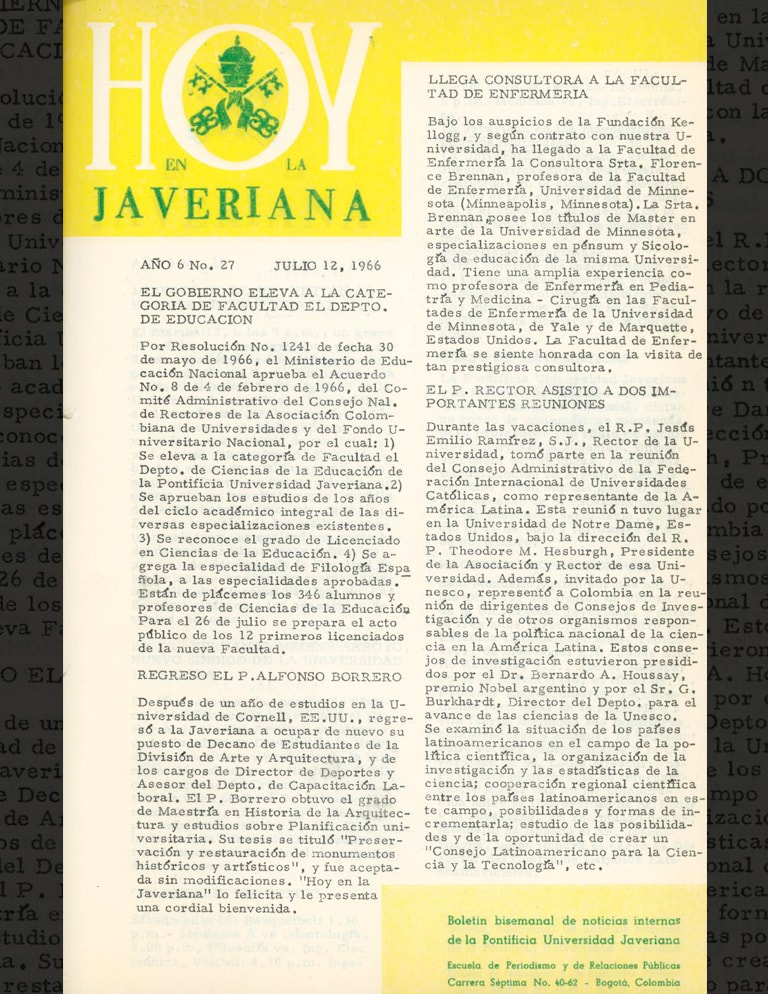 HOY
EN LA
JAVERIANA
AÑO 6 No. 27 JULIO 12, 1966
EL GOBIERNO ELEVA A LA CATE-
GORIA DE FACULTAD EL DEPTO.
DE EDUCACION
Por Resolución No. 1241 de fecha 30
de mayo de 1966, el Ministerio de Edu-
cación Nacional aprueba el Acuerdo
No. 8 de 4 de febrero de 1966, del Co-
mité Administrativo del Consejo Nal.
de Rectores de la Asociación Colom-
biana de Universidades y del Fondo U-
niversitario Nacional, por el cual: 1)
Se eleva a la categoría de Facultad el
Depto. de Ciencias de la Educación de
la Pontificia Universidad Javeriana.2)
Se aprueban los estudios de los años
del ciclo académico integral de las di-
versas especializaciones existentes.
3) Se reconoce el grado de Licenciado
en Ciencias de la Educación. 4) Se a-
grega la especialidad de Filología Espa
ñola, a las especialidades aprobadas.
Están de plácemes los 346 alumnos y
profesores de Ciencias de la Educación
Para el 26 de julio se prepara el acto
público de los 12 primeros licenciados
de la nueva Facultad.
REGRESO EL P.ALFONSO BORRERO
Después de un año de estudios en la U-
niversidad de Cornell, EE.UU., regre-
só a la Javeriana a ocupar de nuevo su
puesto de Decano de Estudiantes de la
División de Arte y Arquitectura, y de
los cargos de Director de Deportes y
Asesor del Depto. de Capacitación La-
boral. El P. Borrero obtuvo el grado
de Maestría en Historia de la Arquitec-
tura y estudios sobre Planificación uni-
versitaria. Su tesis se tituló "Preser-
vación y restauración de monumentos
históricos y artísticos", y fue acepta-
da sin modificaciones. "Hoy en la
Javeriana" lo felicita y le presenta
una cordial bienvenida.
LLEGA CONSULTORA A LA FACUL-
TAD DE ENFERMERIA
Bajo los auspicios de la Fundación Ke-
llogg, y según contrato con nuestra U-
niversidad, ha llegado a la Facultad de
Enfermería la Consultora Srta. Floren-
ce Brennan, profesora de la Facultad
de Enfermería, Universidad de Minne-
sota (Minneapolis, Minnesota).La Srta.
Brennan,posee los títulos de Master en
arte de la Universidad de Minnesota,
especializaciones en pénsum y Sicolo-
gía de educación de la misma Universi-
dad. Tiene una amplia experiencia co-
mo profesora de Enfermería en Pedia-
tría y Medicina - Cirugía en las Facul-
tades de Enfermería de la Universidad
de Minnesota, de Yale y de Marquette,
Estados Unidos. La Facultad de Enfer-
mería se siente honrada con la visita de
tan prestigiosa consultora.
EL P. RECTOR ASISTIO A DOS IM-
PORTANTES REUNIONES
Durante las vacaciones, el R.P. Jesús
Emilio Ramírez, S.J., Rector de la U-
niversidad, tomó parte en la reunión
del Consejo Administrativo de la Fede-
ración Internacional de Universidades
Católicas, como representante de la A-
mérica Latina. Esta reunió n tuvo lugar
en la Universidad de Notre Dame, Es-
tados Unidos, bajo la dirección del R.
P. Theodore M. Hesburgh, Presidente
de la Asociación y Rector de esa Uni-
versidad. Además, invitado por la U-
nesco, representó a Colombia en la reu-
nión de dirigentes de Consejos de Inves-
tigación y de otros organismos respon-
sables de la política nacional de la cien-
cia en la América Latina. Estos conse-
jos de investigación estuvieron presidi-
dos por el Dr. Bernardo A. Houssay,
premio Nobel argentino y por el Sr. G.
Burkhardt, Director del Depto. para el
avance de las ciencias de la Unesco.
Se examinó la situación de los países
latinoamericanos en el campo de la po-
lítica científica, la organización de la
investigación y las estadísticas de la
ciencia; cooperación regional científica
entre los países latinoamericanos en es-
te campo, posibilidades y formas de in-
crementarla; estudio de las posibilida-
des y de la oportunidad de crear un
"Consejo Latinoamericano para la Cien-
cia y la Tecnología", etc.
Boletín bisemanal de noticias internas
de la Pontificia Universidad Javeriana
Escuela de Periodismo y de Relaciones Públicas
Carrera Séptima No. 40-62 - Bogotá, Colombia